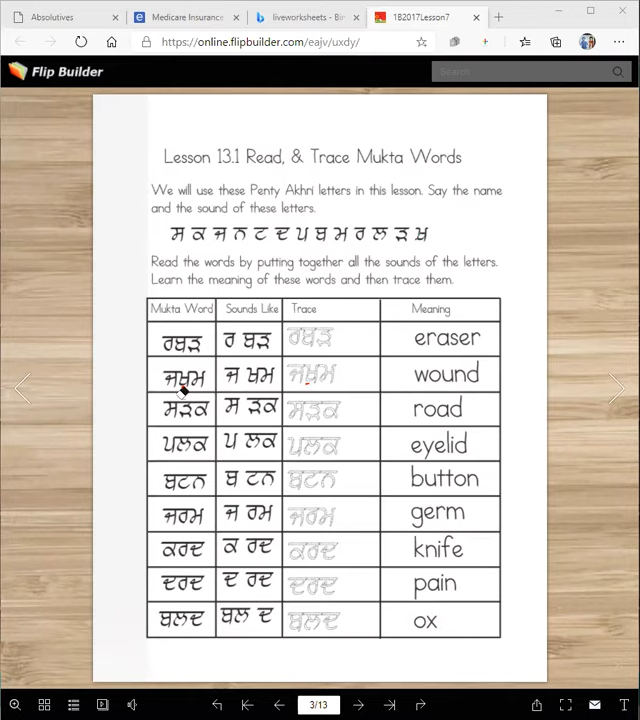 Absolutives
Medicare Insurance
liveworksheets - Bin
1B2017Lesson7
https://online.flipbuilder.com/eajv/uxdy/
Flip Builder
Search
Lesson 13.1 Read, & Trace Mukta Words
We will use these Penty Akhri letters in this lesson. Say the name
and the sound of these letters.
ਸ ਕ ਜ ਨ ਟ ਦ ਪ ਬ ਮ ਰ ਲ ੜ ਖ਼
Read the words by putting together all the sounds of the letters.
Learn the meaning of these words and then trace them.
Mukta Word Sounds Like Trace Meaning
ਰਬੜ ਰ ਬੜ ਰਬੜ eraser
ਜਖ਼ਮ ਜ ਖਮ ਜਖ਼ਮ wound
ਸੜਕ ਸ ੜਕ ਸੜਕ road
ਪਲਕ ਪ ਲਕ ਪਲਕ eyelid
ਬਟਨ ਬ ਟਨ ਬਟਨ button
ਜਰਮ ਜ ਰਮ ਜਰਮ germ
ਕਰਦ ਕ ਰਦ ਕਰਦ knife
ਦਰਦ ਦ ਰਦ ਦਰਦ pain
ਬਲਦ ਬਲ ਦ ਬਲਦ ox
3/13